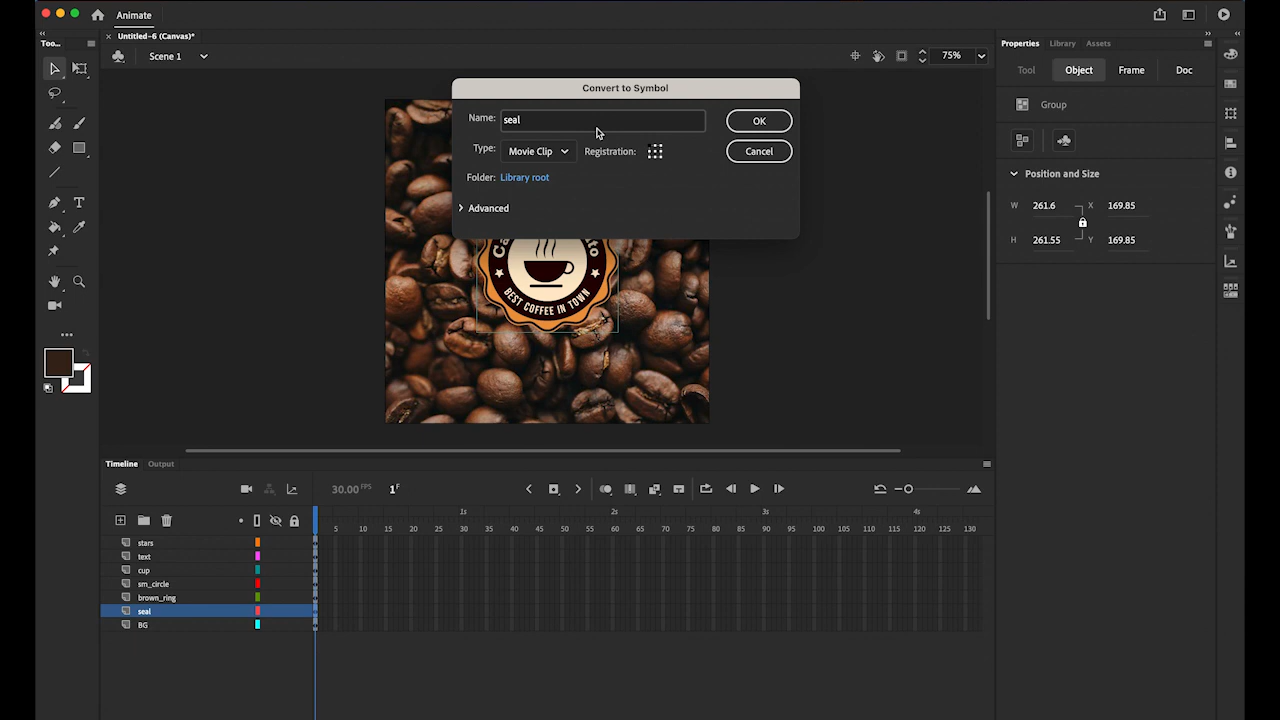 Animate
Too...
× Untitled-6 (Canvas)*
Scene 1
75%
Properties
Library
Assets
Tool
Object
Frame
Doc
Group
Position and Size
W 261.6
X 169.85
H 261.55
Y 169.85
Convert to Symbol
Name: seal
OK
Type: Movie Clip
Registration:
Cancel
Folder: Library root
Advanced
BEST COFFEE IN TOWN
Timeline
Output
30.00 FPS
1F
1s 2s 3s 4s
5 10 15 20 25 30 35 40 45 50 55 60 65 70 75 80 85 90 95 100 105 110 115 120 125 130
stars
text
cup
sm_circle
brown_ring
seal
BG